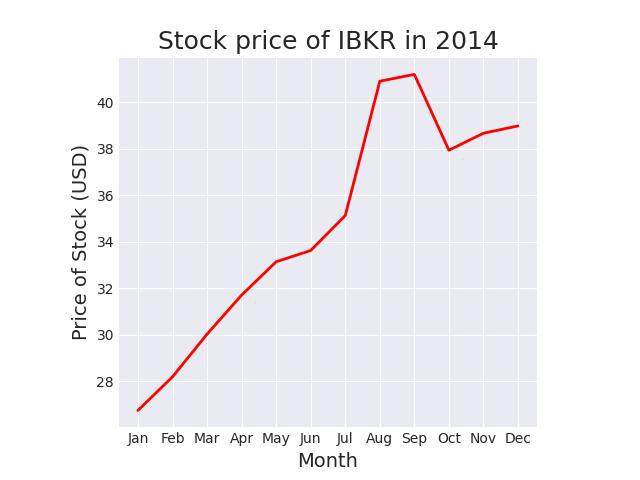 Stock price of IBKR in 2014
Price of Stock (USD)
40
38
36
34
32
30
28
Jan Feb Mar Apr May Jun Jul Aug Sep Oct Nov Dec
Month